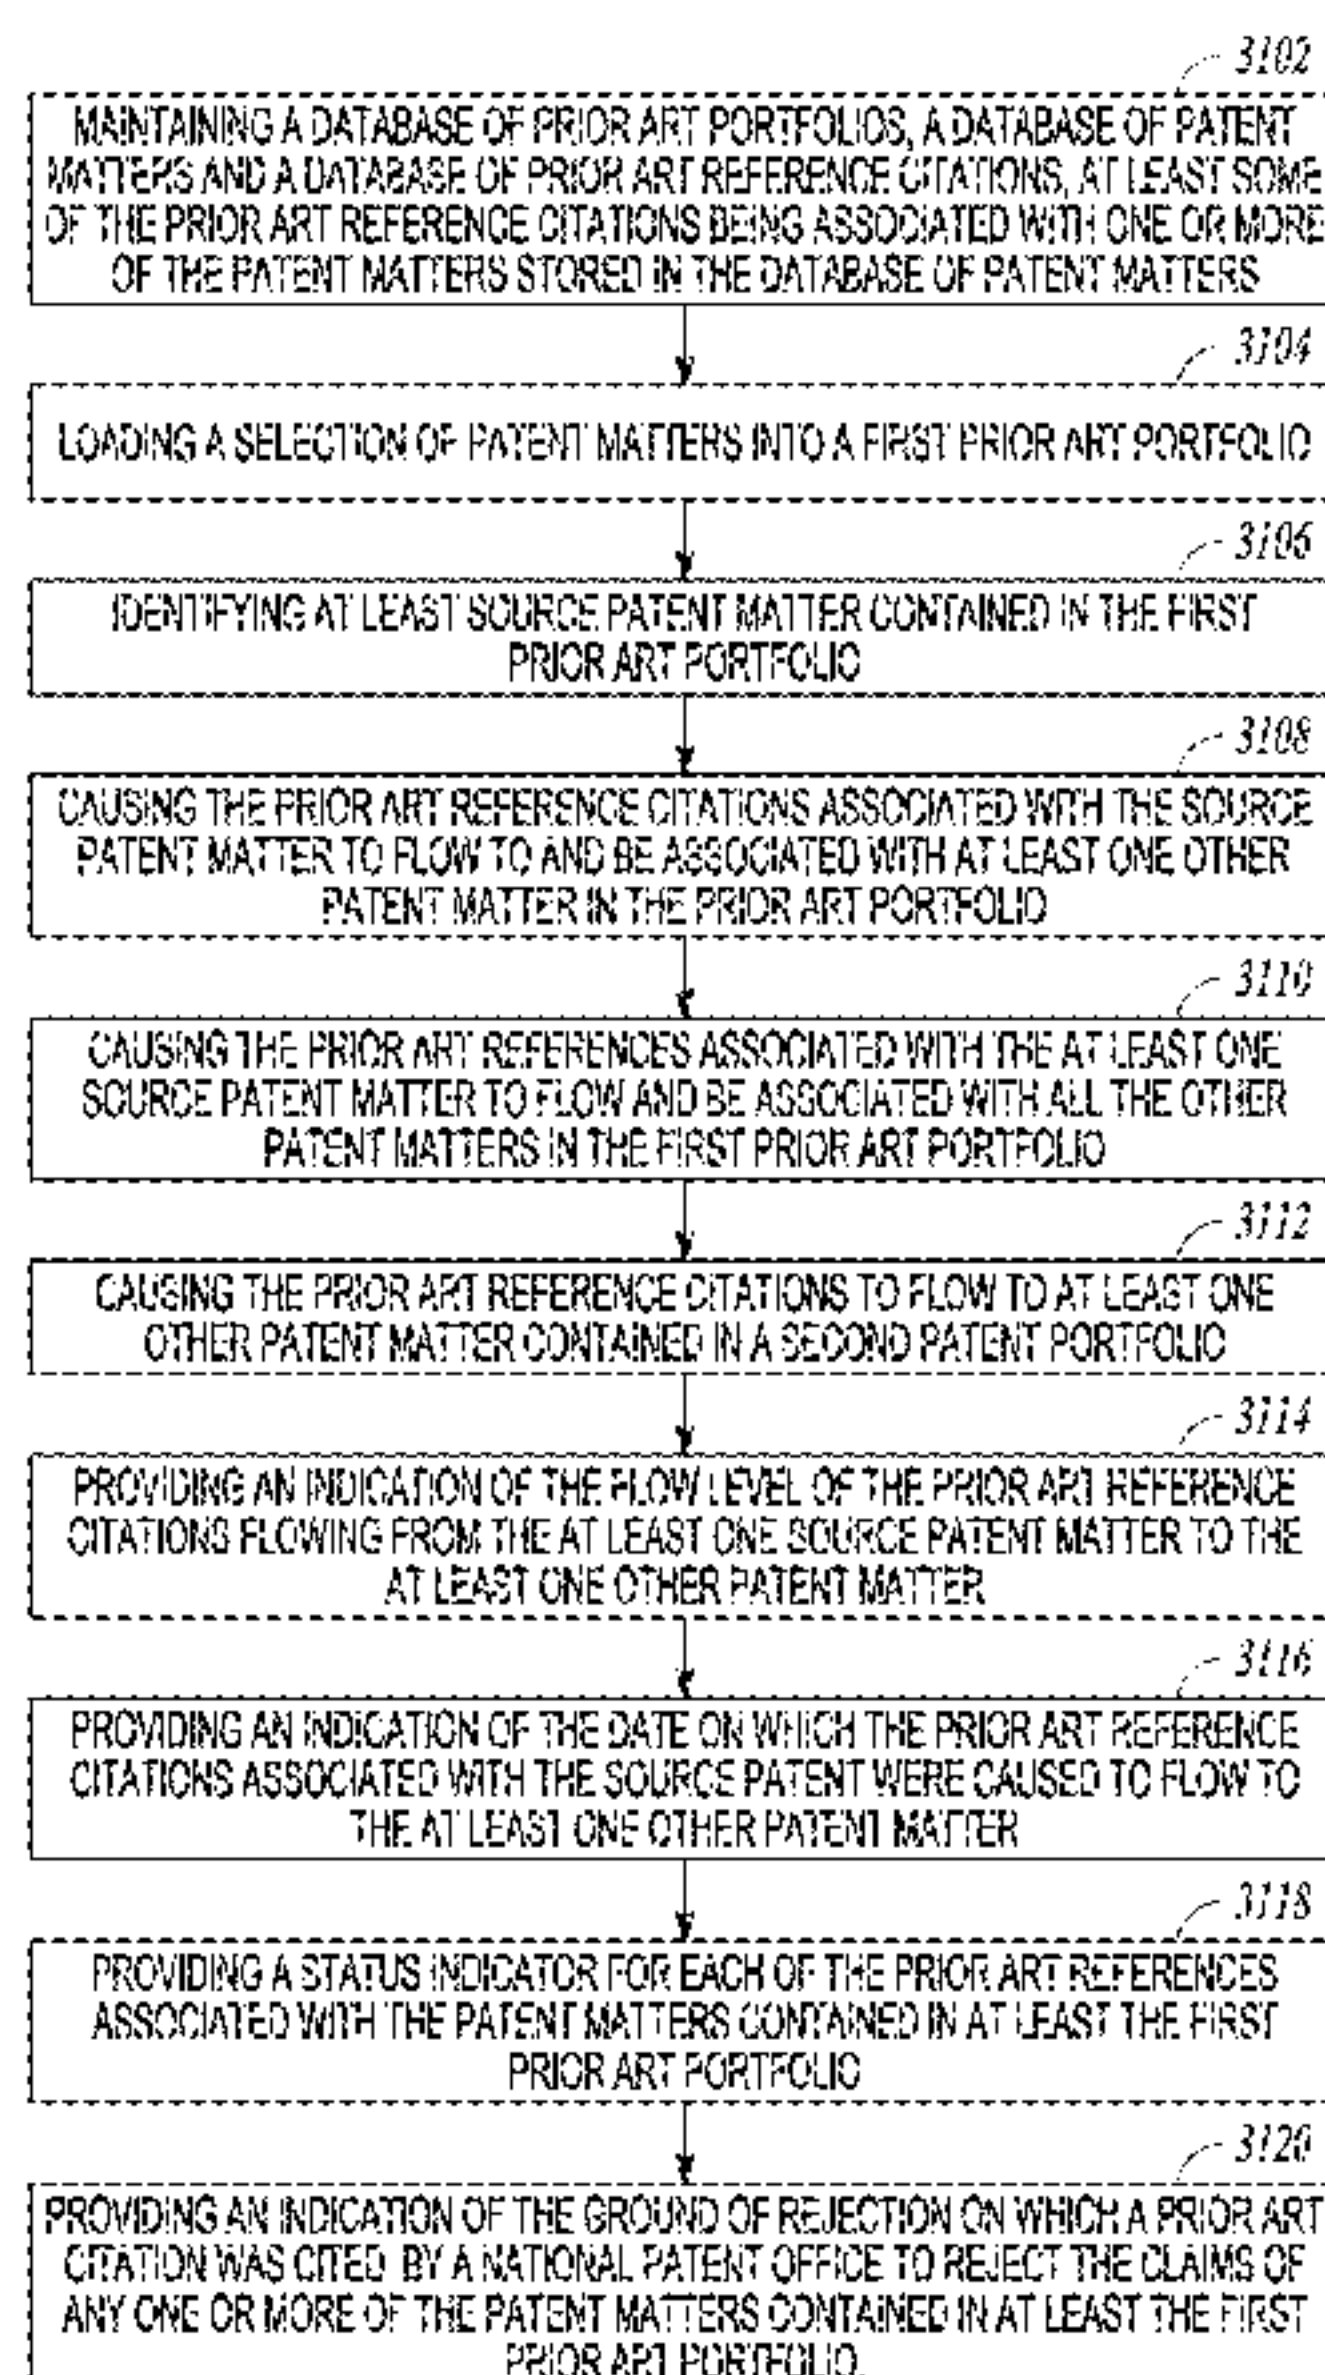 3102
MAINTAINING A DATABASE OF PRIOR ART PORTFOLIOS, A DATABASE OF PATENT
MATTERS AND A DATABASE OF PRIOR ART REFERENCE CITATIONS, AT LEAST SOME
OF THE PRIOR ART REFERENCE CITATIONS BEING ASSOCIATED WITH ONE OR MORE
OF THE PATENT MATTERS STORED IN THE DATABASE OF PATENT MATTERS
3104
LOADING A SELECTION OF PATENT MATTERS INTO A FIRST PRIOR ART PORTFOLIO
3106
IDENTIFYING AT LEAST SOURCE PATENT MATTER CONTAINED IN THE FIRST
PRIOR ART PORTFOLIO
3108
CAUSING THE PRIOR ART REFERENCE CITATIONS ASSOCIATED WITH THE SOURCE
PATENT MATTER TO FLOW TO AND BE ASSOCIATED WITH AT LEAST ONE OTHER
PATENT MATTER IN THE PRIOR ART PORTFOLIO
3110
CAUSING THE PRIOR ART REFERENCES ASSOCIATED WITH THE AT LEAST ONE
SOURCE PATENT MATTER TO FLOW AND BE ASSOCIATED WITH ALL THE OTHER
PATENT MATTERS IN THE FIRST PRIOR ART PORTFOLIO
3112
CAUSING THE PRIOR ART REFERENCE CITATIONS TO FLOW TO AT LEAST ONE
OTHER PATENT MATTER CONTAINED IN A SECOND PATENT PORTFOLIO
3114
PROVIDING AN INDICATION OF THE FLOW LEVEL OF THE PRIOR ART REFERENCE
CITATIONS FLOWING FROM THE AT LEAST ONE SOURCE PATENT MATTER TO THE
AT LEAST ONE OTHER PATENT MATTER
3116
PROVIDING AN INDICATION OF THE DATE ON WHICH THE PRIOR ART REFERENCE
CITATIONS ASSOCIATED WITH THE SOURCE PATENT WERE CAUSED TO FLOW TO
THE AT LEAST ONE OTHER PATENT MATTER
3118
PROVIDING A STATUS INDICATOR FOR EACH OF THE PRIOR ART REFERENCES
ASSOCIATED WITH THE PATENT MATTERS CONTAINED IN AT LEAST THE FIRST
PRIOR ART PORTFOLIO
3120
PROVIDING AN INDICATION OF THE GROUND OF REJECTION ON WHICH A PRIOR ART
CITATION WAS CITED BY A NATIONAL PATENT OFFICE TO REJECT THE CLAIMS OF
ANY ONE OR MORE OF THE PATENT MATTERS CONTAINED IN AT LEAST THE FIRST
PRIOR ART PORTFOLIO.